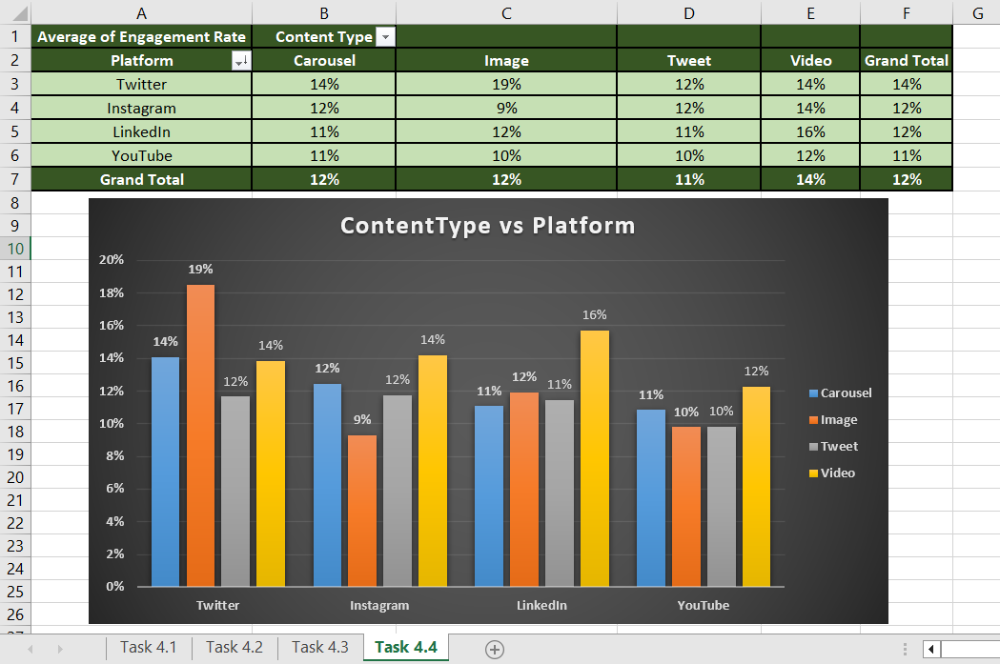 A B C D E F G
1 Average of Engagement Rate Content Type
2 Platform Carousel Image Tweet Video Grand Total
3 Twitter 14% 19% 12% 14% 14%
4 Instagram 12% 9% 12% 14% 12%
5 LinkedIn 11% 12% 11% 16% 12%
6 YouTube 11% 10% 10% 12% 11%
7 Grand Total 12% 12% 11% 14% 12%
8
9
10
11
12
13
14
15
16
17
18
19
20
21
22
23
24
25
26
ContentType vs Platform
20%
18%
16%
14%
12%
10%
8%
6%
4%
2%
0%
14% 19% 12% 14%
12% 9% 12% 14%
11% 12% 11% 16%
11% 10% 10% 12%
Twitter Instagram LinkedIn YouTube
Carousel
Image
Tweet
Video
Task 4.1 Task 4.2 Task 4.3 Task 4.4